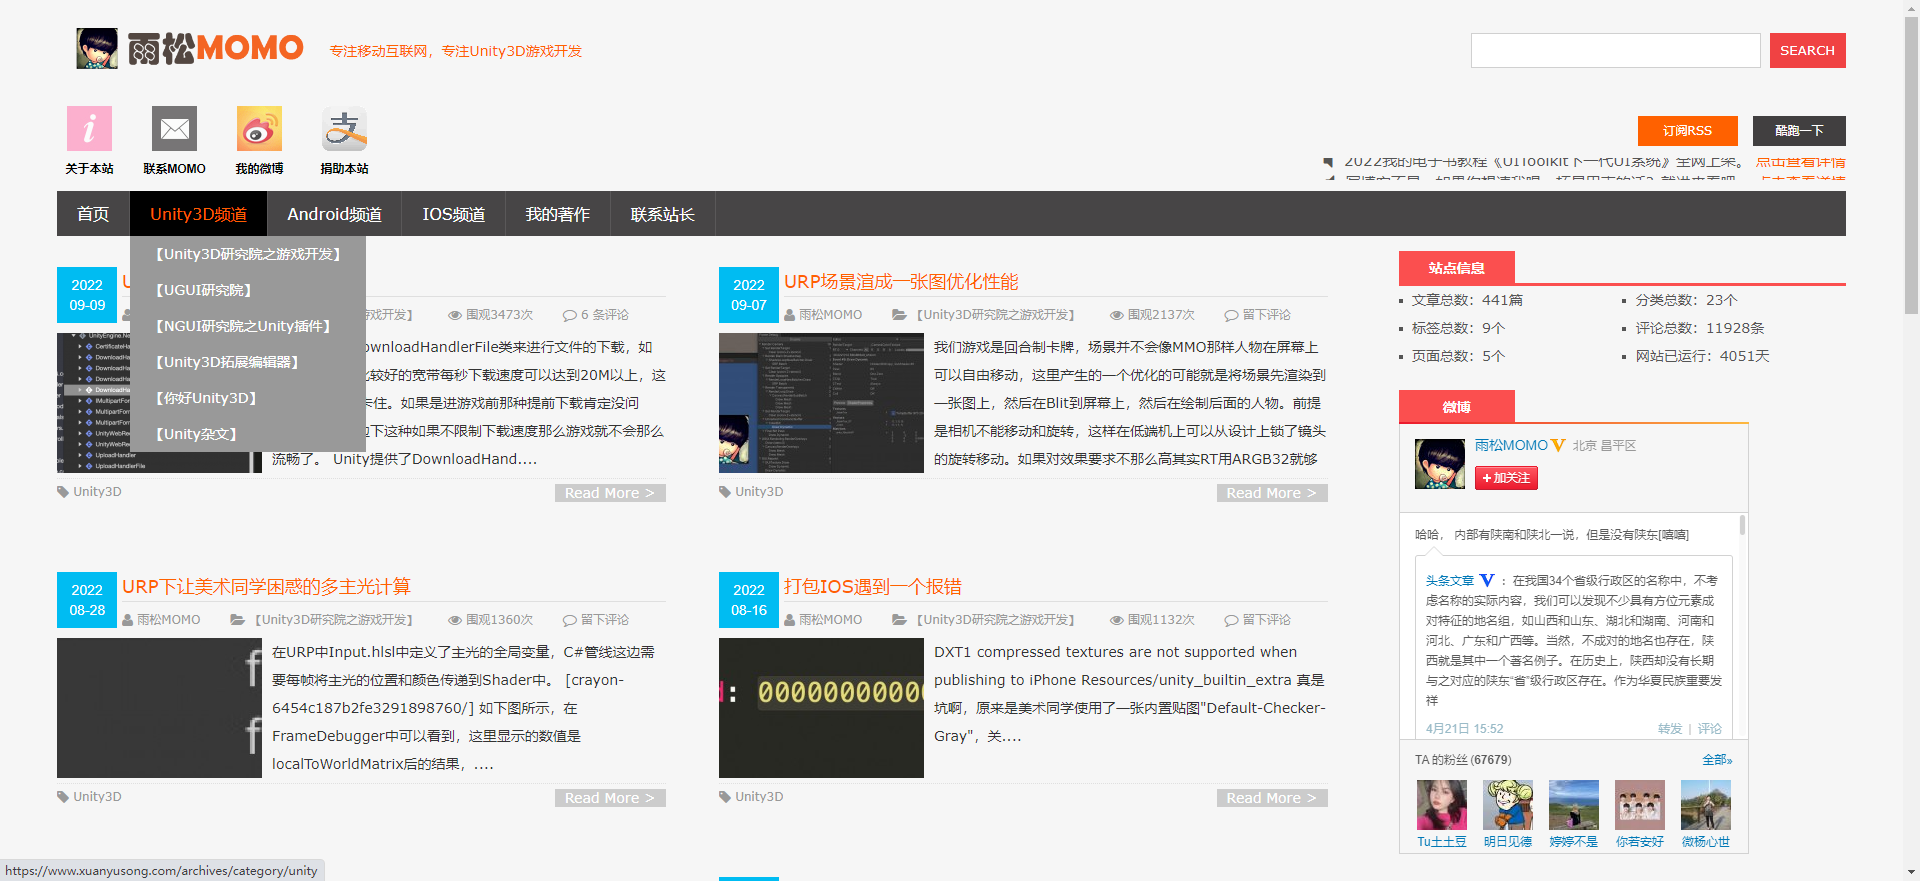 雨松MOMO
专注移动互联网，专注Unity3D游戏开发
SEARCH
关于本站
联系MOMO
我的微博
捐助本站
订阅RSS
酷跑一下
2022我的电子书教程《UIToolkit下一代UI系统》全网上架。 点击查看详情
首页
Unity3D频道
Android频道
IOS频道
我的著作
联系站长
【Unity3D研究院之游戏开发】
【UGUI研究院】
【NGUI研究院之Unity插件】
【Unity3D拓展编辑器】
【你好Unity3D】
【Unity杂文】
2022
09-09
戏开发】 围观3473次 6 条评论
ownloadHandlerFile类来进行文件的下载，如
比较好的宽带每秒下载速度可以达到20M以上，这
卡住。如果是进游戏前那种提前下载肯定没问
边下这种如果不限制下载速度那么游戏就不会那么
流畅了。 Unity提供了DownloadHand....
DownloadHa
MultipartFor
UnityWebRe
UploadHandler
UploadHandlerFile
Unity3D
Read More >
2022
09-07
URP场景渲成一张图优化性能
雨松MOMO 【Unity3D研究院之游戏开发】 围观2137次 留下评论
我们游戏是回合制卡牌，场景并不会像MMO那样人物在屏幕上
可以自由移动，这里产生的一个优化的可能就是将场景先渲染到
一张图上，然后在Blit到屏幕上，然后在绘制后面的人物。前提
是相机不能移动和旋转，这样在低端机上可以从设计上锁了镜头
的旋转移动。如果对效果要求不那么高其实RT用ARGB32就够
Unity3D
Read More >
2022
08-28
URP下让美术同学困惑的多主光计算
雨松MOMO 【Unity3D研究院之游戏开发】 围观1360次 留下评论
在URP中Input.hlsl中定义了主光的全局变量，C#管线这边需
要每帧将主光的位置和颜色传递到Shader中。 [crayon-
6454c187b2fe3291898760/] 如下图所示，在
FrameDebugger中可以看到，这里显示的数值是
localToWorldMatrix后的结果，....
f
f
Unity3D
Read More >
2022
08-16
打包IOS遇到一个报错
雨松MOMO 【Unity3D研究院之游戏开发】 围观1132次 留下评论
d: 00000000000
DXT1 compressed textures are not supported when
publishing to iPhone Resources/unity_builtin_extra 真是
坑啊，原来是美术同学使用了一张内置贴图"Default-Checker-
Gray"，关....
Unity3D
Read More >
站点信息
文章总数：441篇
分类总数：23个
标签总数：9个
评论总数：11928条
页面总数：5个
网站已运行：4051天
微博
雨松MOMO V 北京 昌平区
+加关注
哈哈， 内部有陕南和陕北一说，但是没有陕东[嘻嘻]
头条文章 V ：在我国34个省级行政区的名称中，不考
虑名称的实际内容，我们可以发现不少具有方位元素成
对特征的地名组，如山西和山东、湖北和湖南、河南和
河北、广东和广西等。当然，不成对的地名也存在，陕
西就是其中一个著名例子。在历史上，陕西却没有长期
与之对应的陕东“省”级行政区存在。作为华夏民族重要发
祥
4月21日 15:52
转发 | 评论
TA 的粉丝 (67679)
全部»
Tu土土豆
明日见德
婷婷不是
你若安好
微杨心世
https://www.xuanyusong.com/archives/category/unity